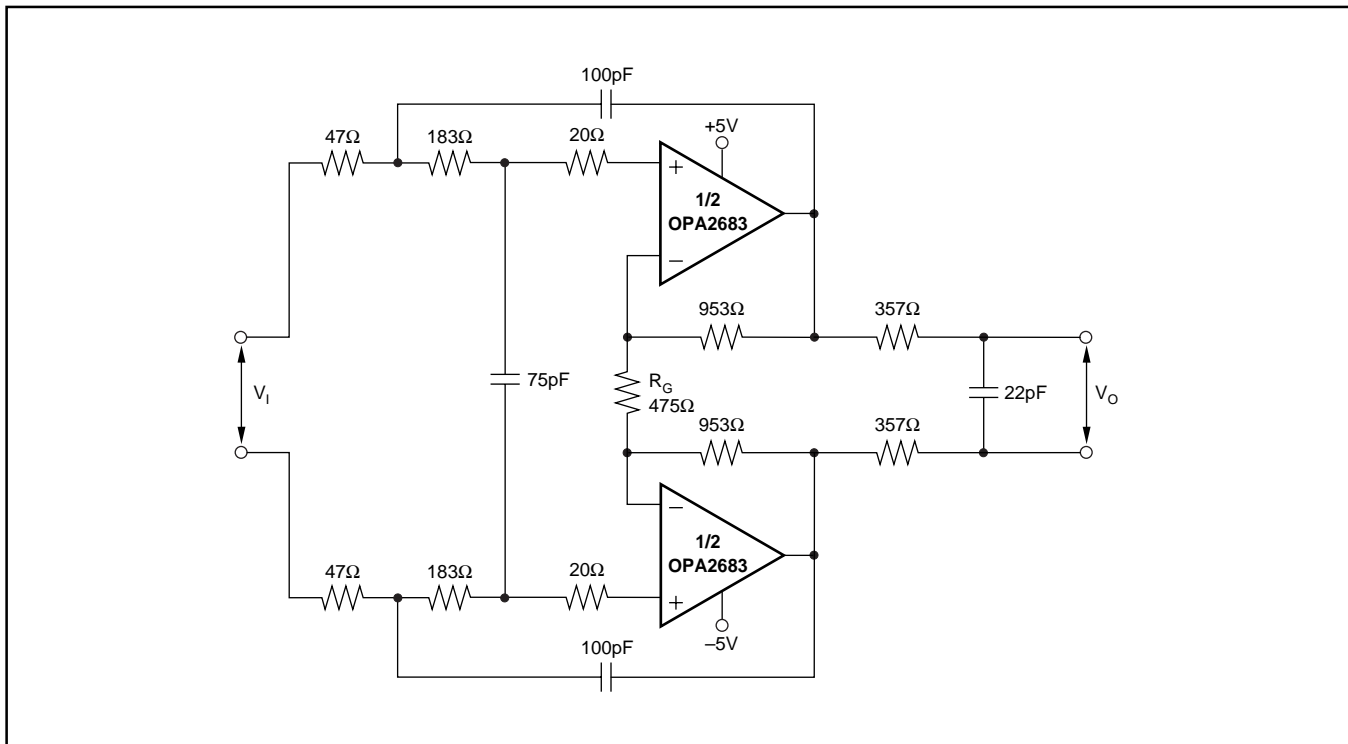 100pF
47Ω
183Ω
20Ω
+5V
+
1/2
OPA2683
−
953Ω
357Ω
V_I
75pF
R_G
475Ω
22pF
V_O
953Ω
357Ω
−
1/2
OPA2683
47Ω
183Ω
20Ω
+
–5V
100pF